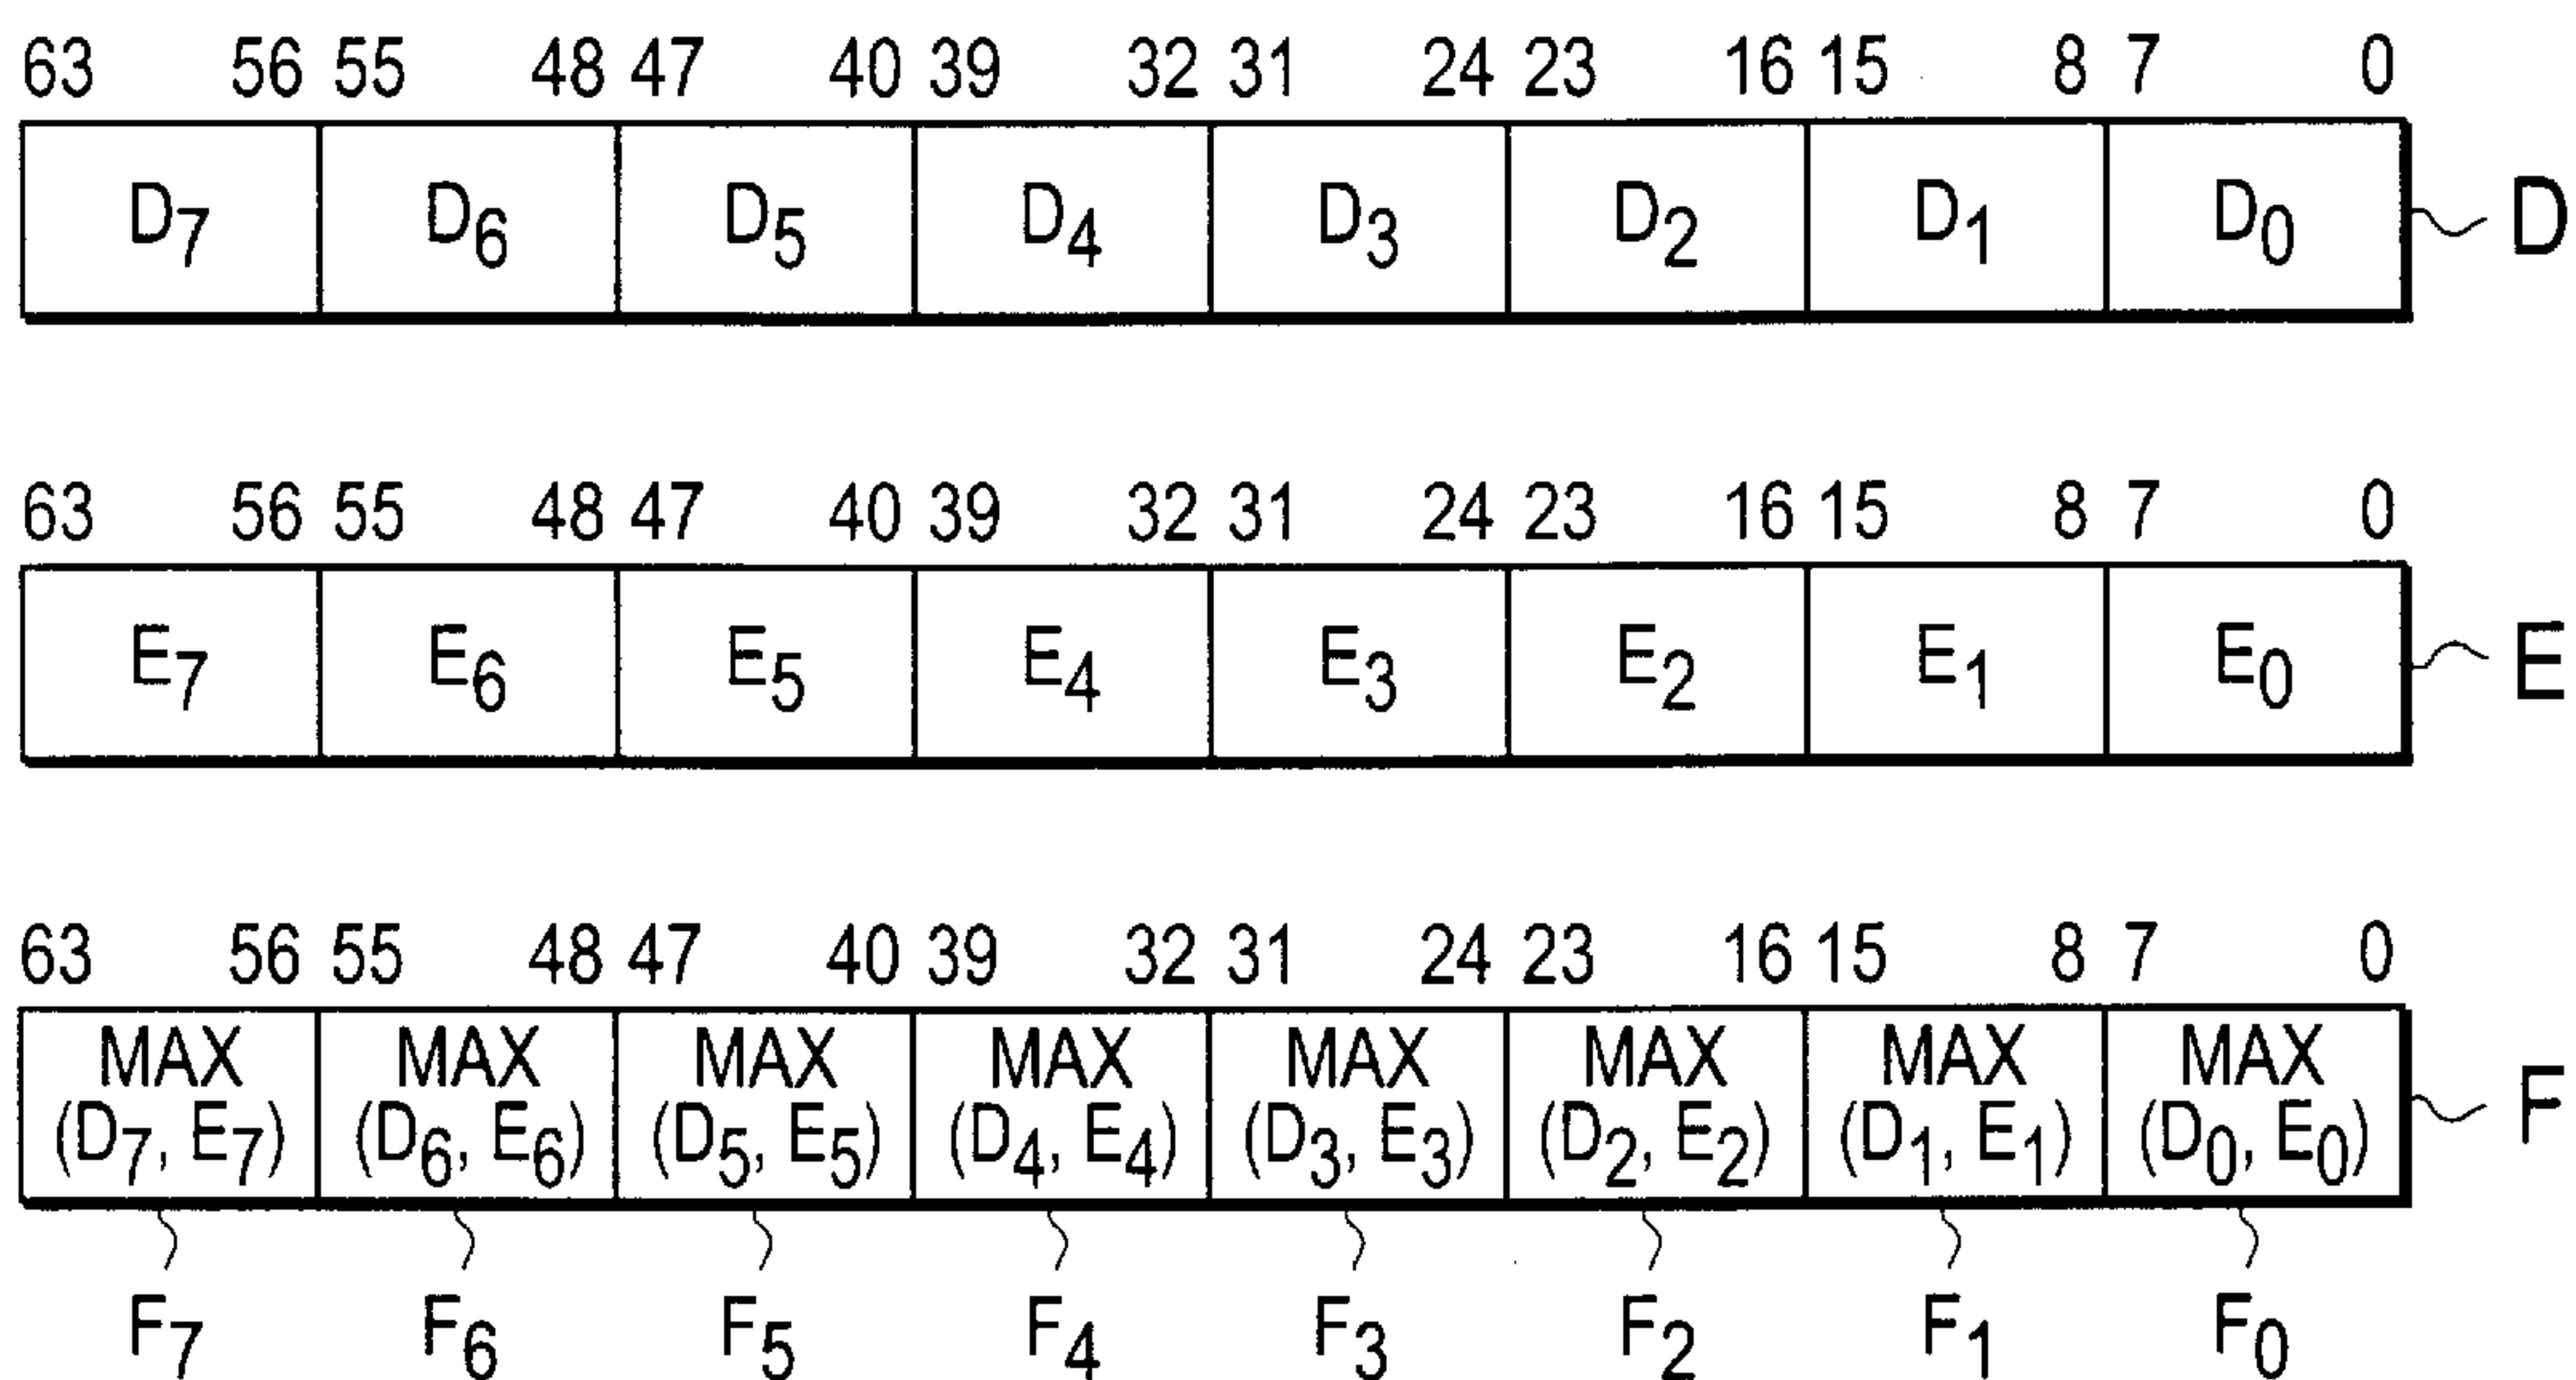 63 56 55 48 47 40 39 32 31 24 23 16 15 8 7 0
D7 D6 D5 D4 D3 D2 D1 D0 D
63 56 55 48 47 40 39 32 31 24 23 16 15 8 7 0
E7 E6 E5 E4 E3 E2 E1 E0 E
63 56 55 48 47 40 39 32 31 24 23 16 15 8 7 0
MAX MAX MAX MAX MAX MAX MAX MAX
(D7, E7) (D6, E6) (D5, E5) (D4, E4) (D3, E3) (D2, E2) (D1, E1) (D0, E0) F
F7 F6 F5 F4 F3 F2 F1 F0